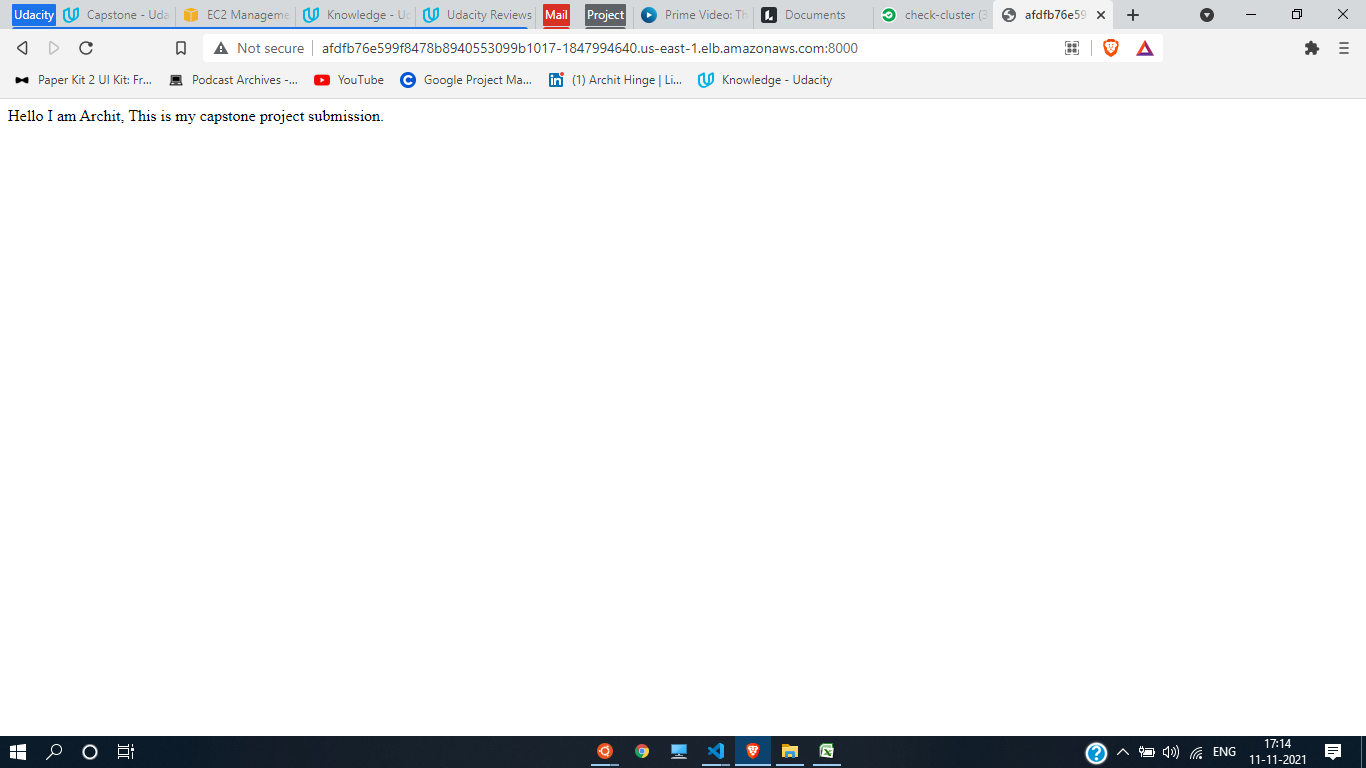 Udacity Capstone - Uda EC2 Manageme Knowledge - Ud Udacity Reviews Mail Project Prime Video: Th Documents check-cluster (3 afdfb76e59
Not secure afdfb76e599f8478b8940553099b1017-1847994640.us-east-1.elb.amazonaws.com:8000
Paper Kit 2 UI Kit: Fr... Podcast Archives -... YouTube Google Project Ma... (1) Archit Hinge | Li... Knowledge - Udacity
Hello I am Archit, This is my capstone project submission.
ENG
17:14
11-11-2021